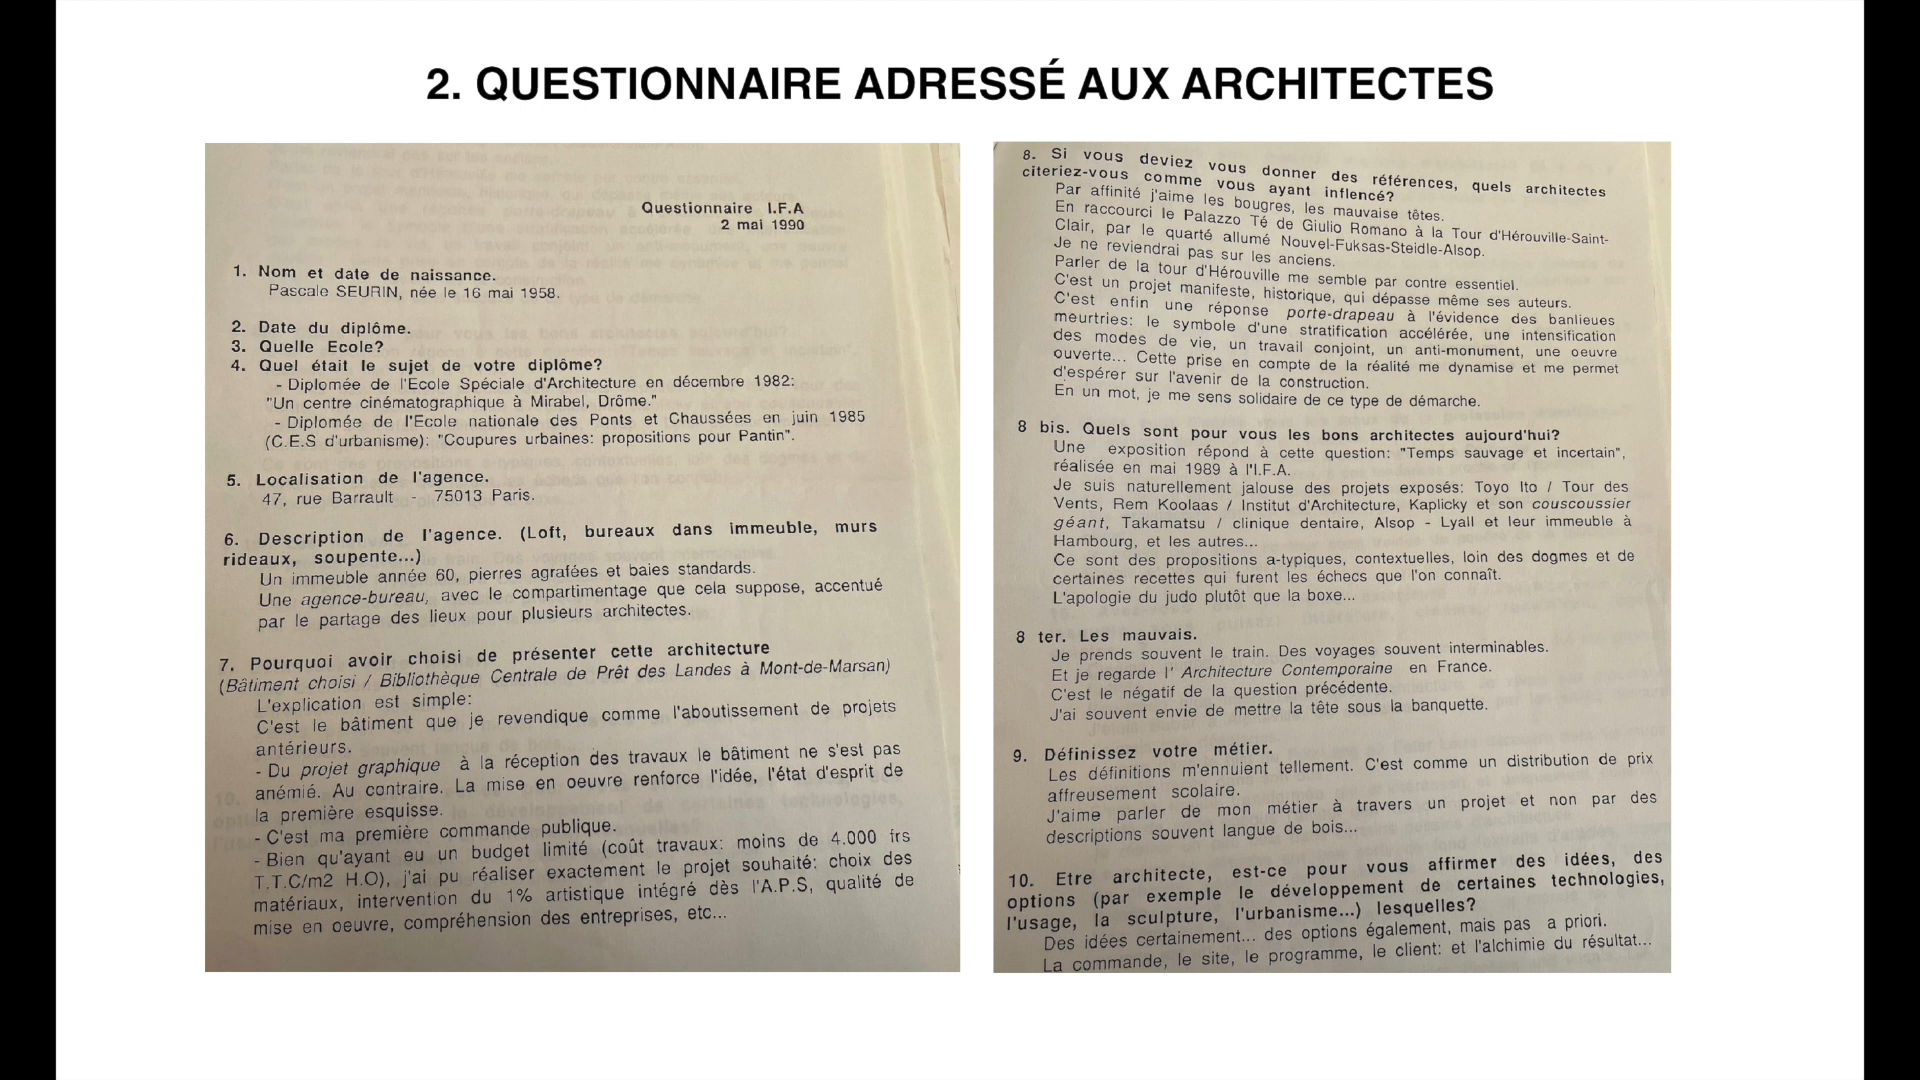 2. QUESTIONNAIRE ADRESSÉ AUX ARCHITECTES
Questionnaire I.F.A
2 mai 1990
1. Nom et date de naissance.
Pascale SEURIN, née le 16 mai 1958.
2. Date du diplôme.
3. Quelle Ecole?
4. Quel était le sujet de votre diplôme?
- Diplomée de l'Ecole Spéciale d'Architecture en décembre 1982:
"Un centre cinématographique à Mirabel, Drôme."
- Diplomée de l'Ecole nationale des Ponts et Chaussées en juin 1985
(C.E.S d'urbanisme): "Coupures urbaines: propositions pour Pantin".
5. Localisation de l'agence.
47, rue Barrault - 75013 Paris.
6. Description de l'agence. (Loft, bureaux dans immeuble, murs
rideaux, soupente...)
Un immeuble année 60, pierres agrafées et baies standards.
Une agence-bureau, avec le compartimentage que cela suppose, accentué
par le partage des lieux pour plusieurs architectes.
7. Pourquoi avoir choisi de présenter cette architecture
(Bâtiment choisi / Bibliothèque Centrale de Prêt des Landes à Mont-de-Marsan)
L'explication est simple:
C'est le bâtiment que je revendique comme l'aboutissement de projets
antérieurs.
- Du projet graphique à la réception des travaux le bâtiment ne s'est pas
anémié. Au contraire. La mise en oeuvre renforce l'idée, l'état d'esprit de
la première esquisse.
- C'est ma première commande publique.
- Bien qu'ayant eu un budget limité (coût travaux: moins de 4.000 frs
T.T.C/m2 H.O), j'ai pu réaliser exactement le projet souhaité: choix des
matériaux, intervention du 1% artistique intégré dès l'A.P.S, qualité de
mise en oeuvre, compréhension des entreprises, etc...
8. Si vous deviez vous donner des références, quels architectes
citeriez-vous comme vous ayant inflencé?
Par affinité j'aime les bougres, les mauvaise têtes.
En raccourci le Palazzo Té de Giulio Romano à la Tour d'Hérouville-Saint-
Clair, par le quarté allumé Nouvel-Fuksas-Steidle-Alsop.
Je ne reviendrai pas sur les anciens.
Parler de la tour d'Hérouville me semble par contre essentiel.
C'est un projet manifeste, historique, qui dépasse même ses auteurs.
C'est enfin une réponse porte-drapeau à l'évidence des banlieues
meurtries: le symbole d'une stratification accélérée, une intensification
des modes de vie, un travail conjoint, un anti-monument, une oeuvre
ouverte... Cette prise en compte de la réalité me dynamise et me permet
d'espérer sur l'avenir de la construction.
En un mot, je me sens solidaire de ce type de démarche.
8 bis. Quels sont pour vous les bons architectes aujourd'hui?
Une exposition répond à cette question: "Temps sauvage et incertain",
réalisée en mai 1989 à l'I.F.A.
Je suis naturellement jalouse des projets exposés: Toyo Ito / Tour des
Vents, Rem Koolaas / Institut d'Architecture, Kaplicky et son couscoussier
géant, Takamatsu / clinique dentaire, Alsop - Lyall et leur immeuble à
Hambourg, et les autres...
Ce sont des propositions a-typiques, contextuelles, loin des dogmes et de
certaines recettes qui furent les échecs que l'on connaît.
L'apologie du judo plutôt que la boxe...
8 ter. Les mauvais.
Je prends souvent le train. Des voyages souvent interminables.
Et je regarde l' Architecture Contemporaine en France.
C'est le négatif de la question précédente.
J'ai souvent envie de mettre la tête sous la banquette.
9. Définissez votre métier.
Les définitions m'ennuient tellement. C'est comme un distribution de prix
affreusement scolaire.
J'aime parler de mon métier à travers un projet et non par des
descriptions souvent langue de bois...
10. Etre architecte, est-ce pour vous affirmer des idées, des
options (par exemple le développement de certaines technologies,
l'usage, la sculpture, l'urbanisme...) lesquelles?
Des idées certainement... des options également, mais pas a priori.
La commande, le site, le programme, le client: et l'alchimie du résultat...